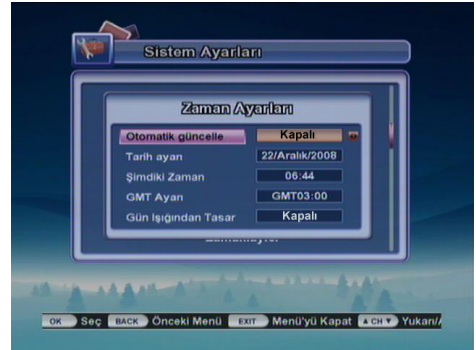 Sistem Ayarları
Zaman Ayarları
Otomatik güncelle Kapalı
Tarih ayarı 22/Aralık/2008
Şimdiki Zaman 06:44
GMT Ayarı GMT03:00
Gün Işığından Tasar Kapalı
OK Seç BACK Önceki Menü EXIT Menü'yü Kapat ▲ CH ▼ Yukarı/